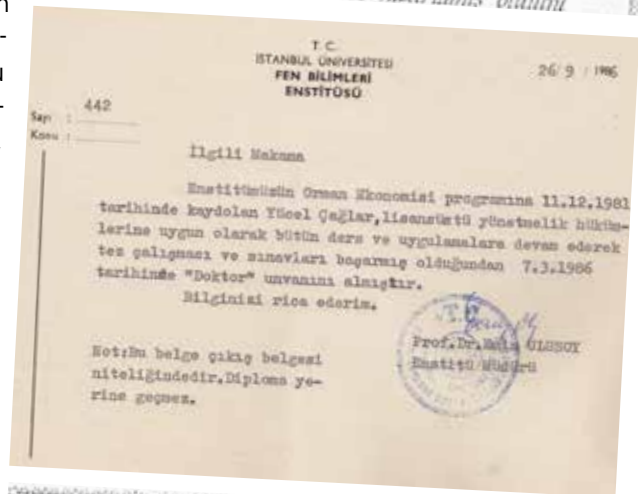 T.C.
İSTANBUL ÜNİVERSİTESİ
FEN BİLİMLERİ
ENSTİTÜSÜ
26/ 9 / 1986
Sayı : 442
Konu :
İlgili Makama
Enstitümüzün Orman Ekonomisi programına 11.12.1981
tarihinde kaydolan Yücel Çağlar,lisansüstü yönetmelik hüküm-
lerine uygun olarak bütün ders ve uygulamalara devam ederek
tez çalışması ve sınavları başarmış olduğundan 7.3.1986
tarihinde "Doktor" unvanını almıştır.
Bilginizi rica ederim.
T.C.
Prof.Dr. ULUSOY
Enstitü Müdürü
Not:Bu belge çıkış belgesi
niteliğindedir.Diploma ye-
rine geçmez.